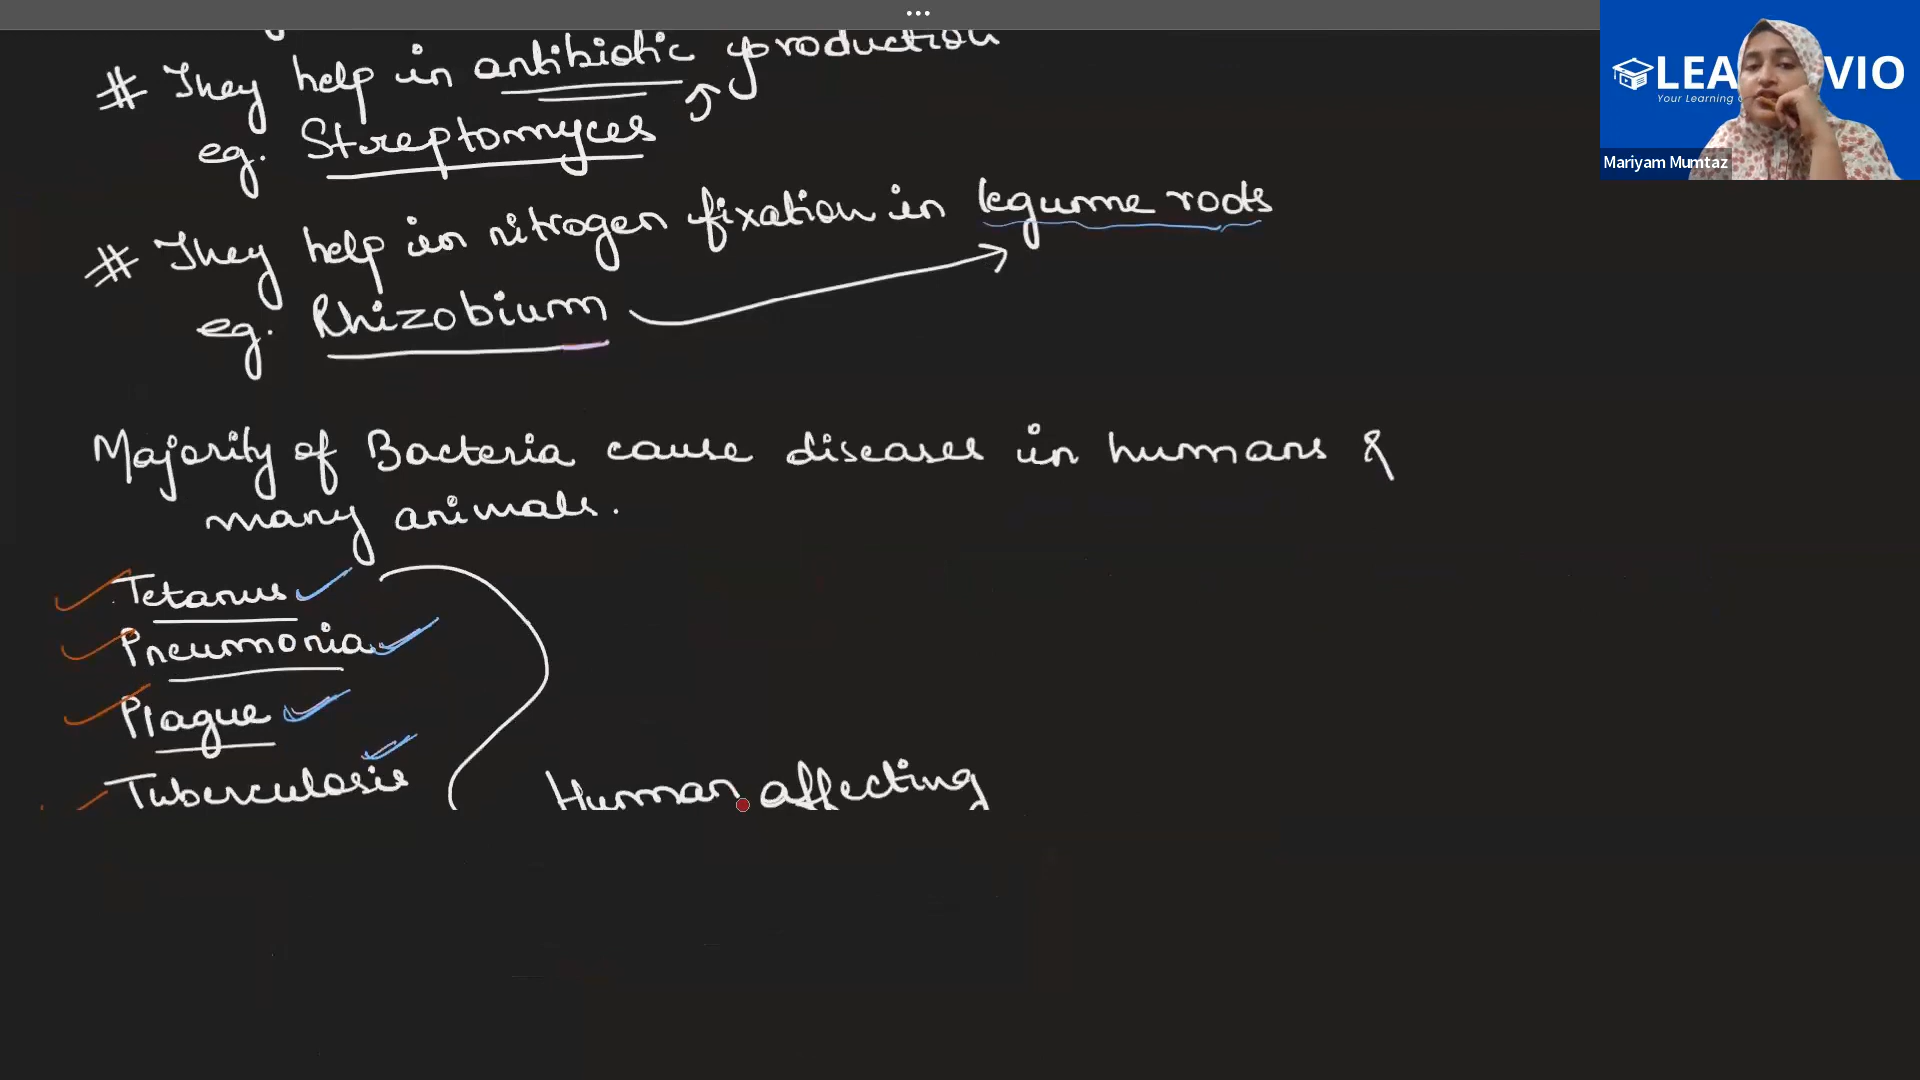 ...
# They help in antibiotic production
eg. Streptomyces
# They help in nitrogen fixation in legume roots
eg. Rhizobium
Majority of Bacteria cause diseases in humans &
many animals.
Tetanus
Pneumonia
Plague
Tuberculosis
Human affecting
LEA VIO
Your Learning
Mariyam Mumtaz